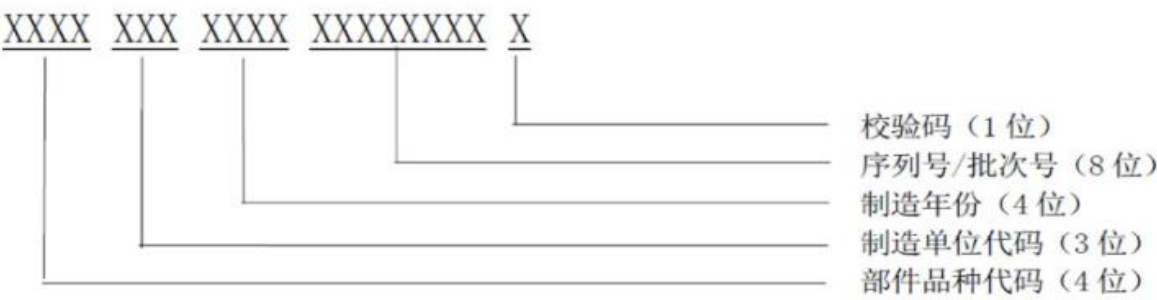 XXXX XXX XXXX XXXXXXXX X
校验码（1 位）
序列号/批次号（8 位）
制造年份（4 位）
制造单位代码（3 位）
部件品种代码（4 位）